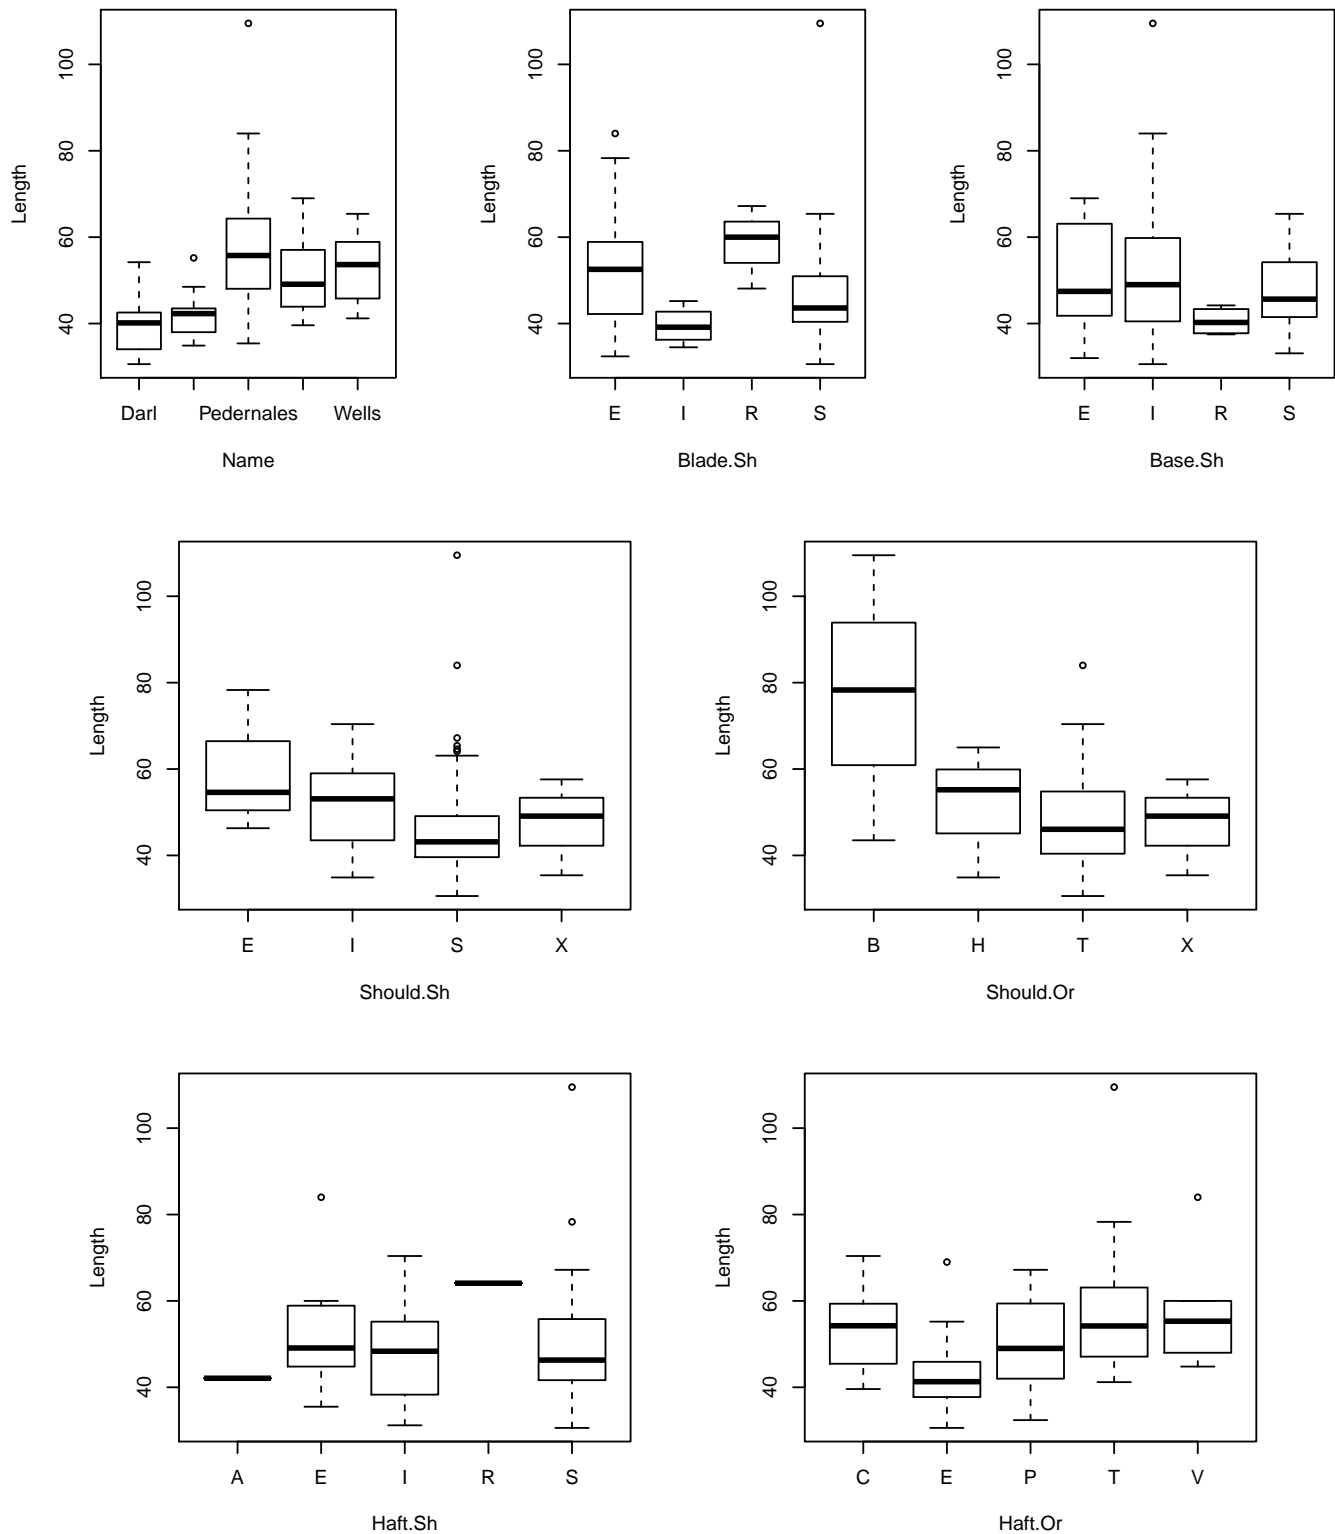 Length
100
80
60
40
Darl
Pedernales
Wells
Name
Length
100
80
60
40
E I R S
Blade.Sh
Length
100
80
60
40
E I R S
Base.Sh
Length
100
80
60
40
E I S X
Should.Sh
Length
100
80
60
40
B H T X
Should.Or
Length
100
80
60
40
A E I R S
Haft.Sh
Length
100
80
60
40
C E P T V
Haft.Or